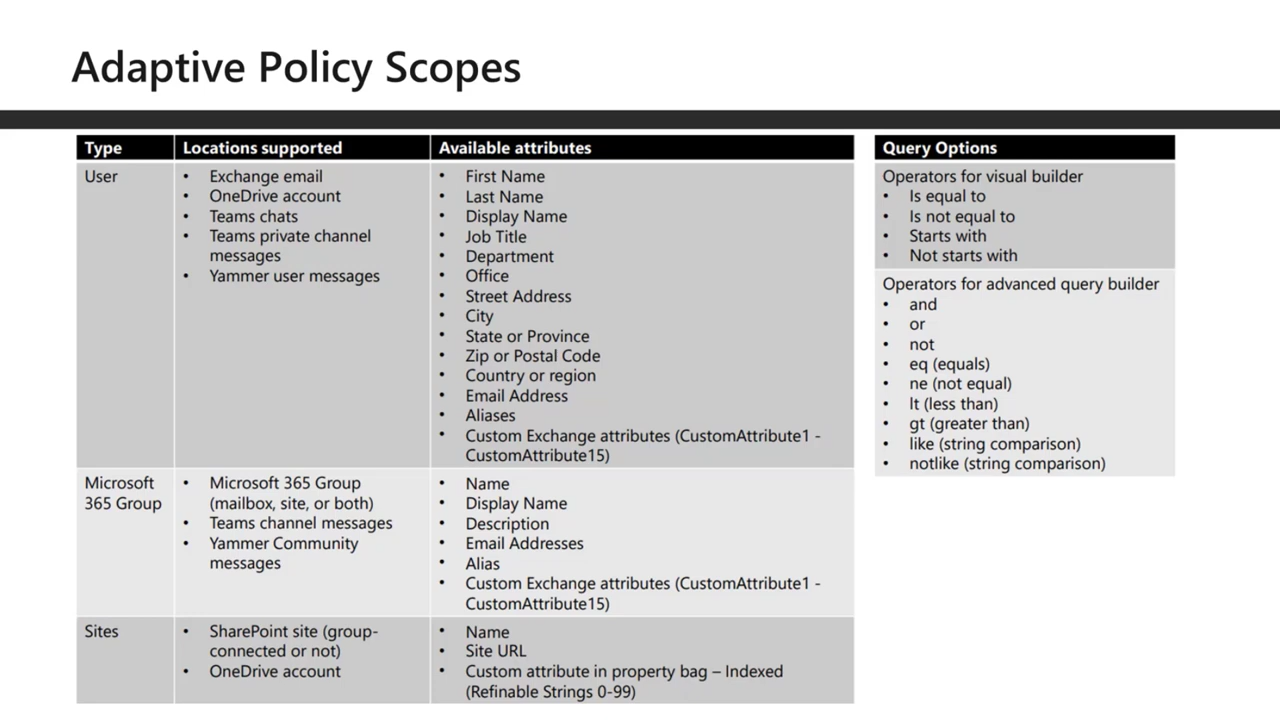 Adaptive Policy Scopes
Type
Locations supported
Available attributes
User
• Exchange email
• OneDrive account
• Teams chats
• Teams private channel
messages
• Yammer user messages
• First Name
• Last Name
• Display Name
• Job Title
• Department
• Office
• Street Address
• City
• State or Province
• Zip or Postal Code
• Country or region
• Email Address
• Aliases
• Custom Exchange attributes (CustomAttribute1 -
CustomAttribute15)
Microsoft
365 Group
• Microsoft 365 Group
(mailbox, site, or both)
• Teams channel messages
• Yammer Community
messages
• Name
• Display Name
• Description
• Email Addresses
• Alias
• Custom Exchange attributes (CustomAttribute1 -
CustomAttribute15)
Sites
• SharePoint site (group-
connected or not)
• OneDrive account
• Name
• Site URL
• Custom attribute in property bag – Indexed
(Refinable Strings 0-99)
Query Options
Operators for visual builder
• Is equal to
• Is not equal to
• Starts with
• Not starts with
Operators for advanced query builder
• and
• or
• not
• eq (equals)
• ne (not equal)
• lt (less than)
• gt (greater than)
• like (string comparison)
• notlike (string comparison)